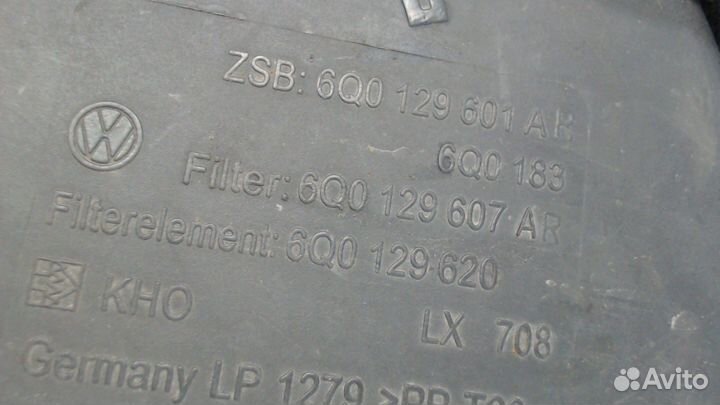 ZSB: 6Q0 129 601 AR
6Q0 183
Filter: 6Q0 129 607 AR
Filterelement: 6Q0 129 620
KHO
LX 708
Germany LP 1279 >PP
Avito